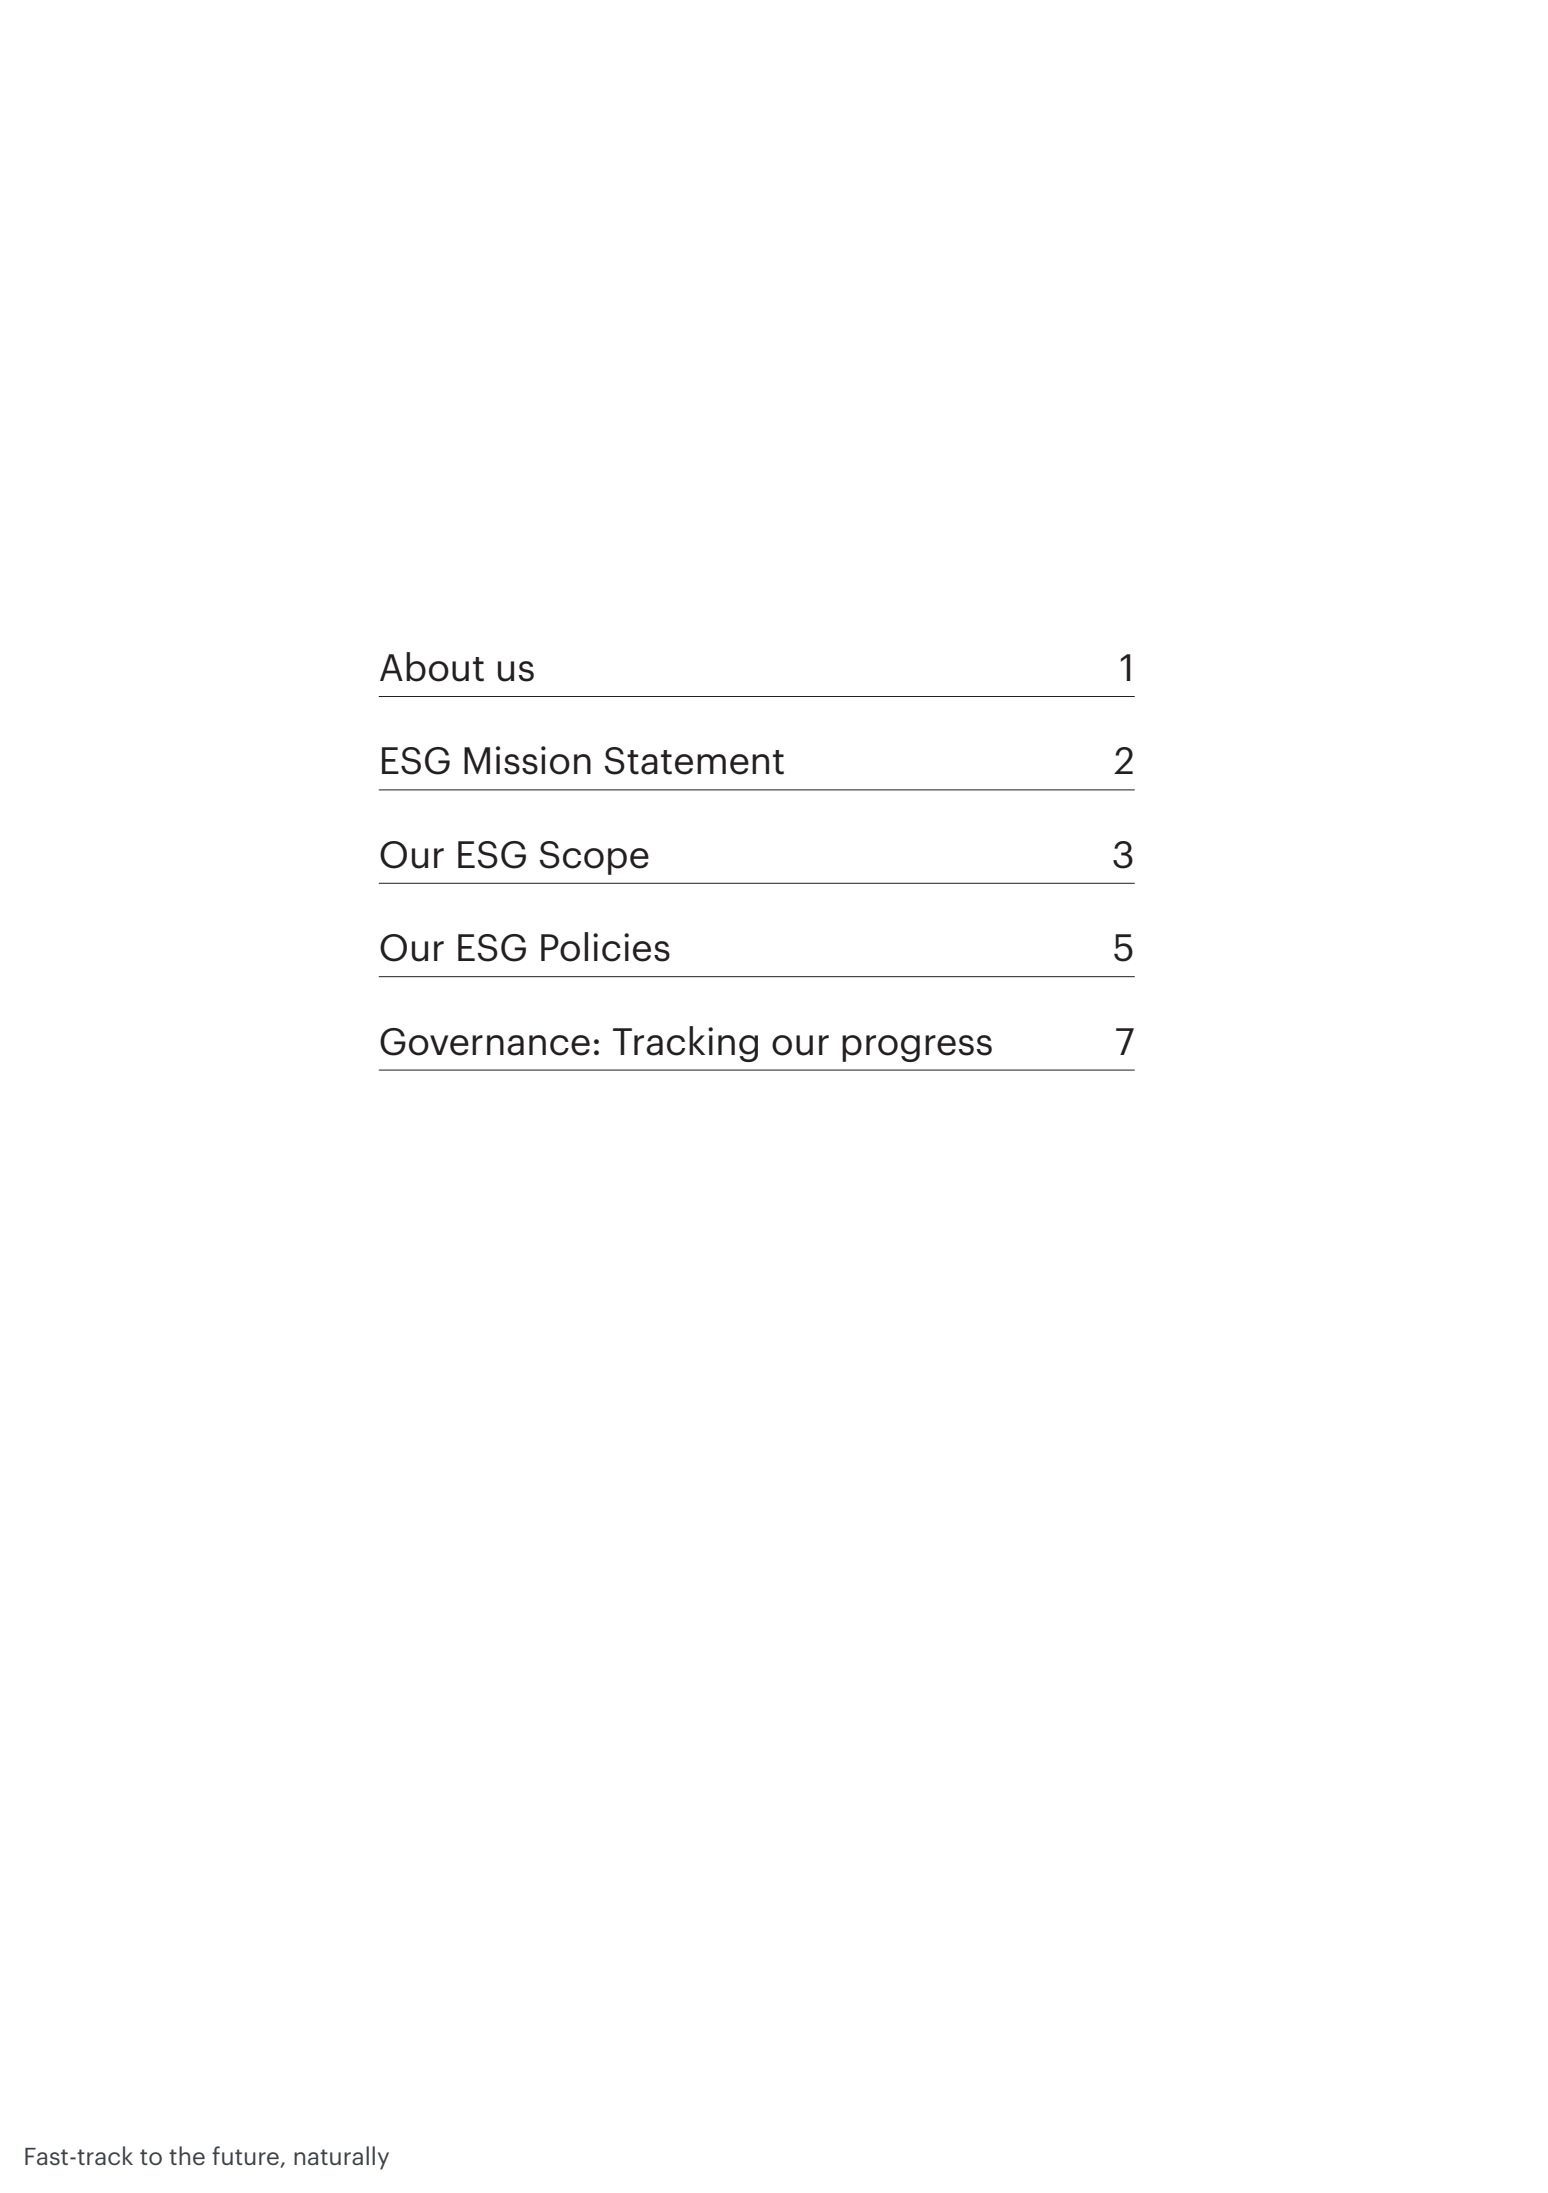 About us 1
ESG Mission Statement 2
Our ESG Scope 3
Our ESG Policies 5
Governance: Tracking our progress 7
Fast-track to the future, naturally